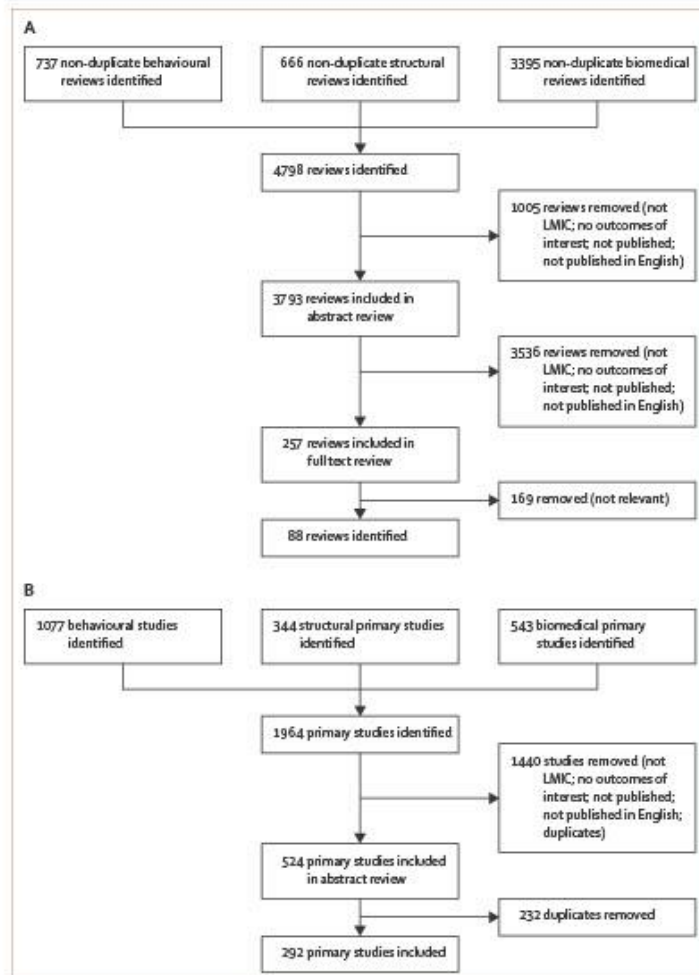 A
737 non-duplicate behavioural
reviews identified
666 non-duplicate structural
reviews identified
3395 non-duplicate biomedical
reviews identified
4798 reviews identified
1005 reviews removed (not
LMIC; no outcomes of
interest; not published;
not published in English)
3793 reviews included in
abstract review
3536 reviews removed (not
LMIC; no outcomes of
interest; not published;
not published in English)
257 reviews included in
full text review
169 removed (not relevant)
88 reviews identified
B
1077 behavioural studies
identified
344 structural primary studies
identified
543 biomedical primary
studies identified
1964 primary studies identified
1440 studies removed (not
LMIC; no outcomes of
interest; not published;
not published in English;
duplicates)
524 primary studies included
in abstract review
232 duplicates removed
292 primary studies included